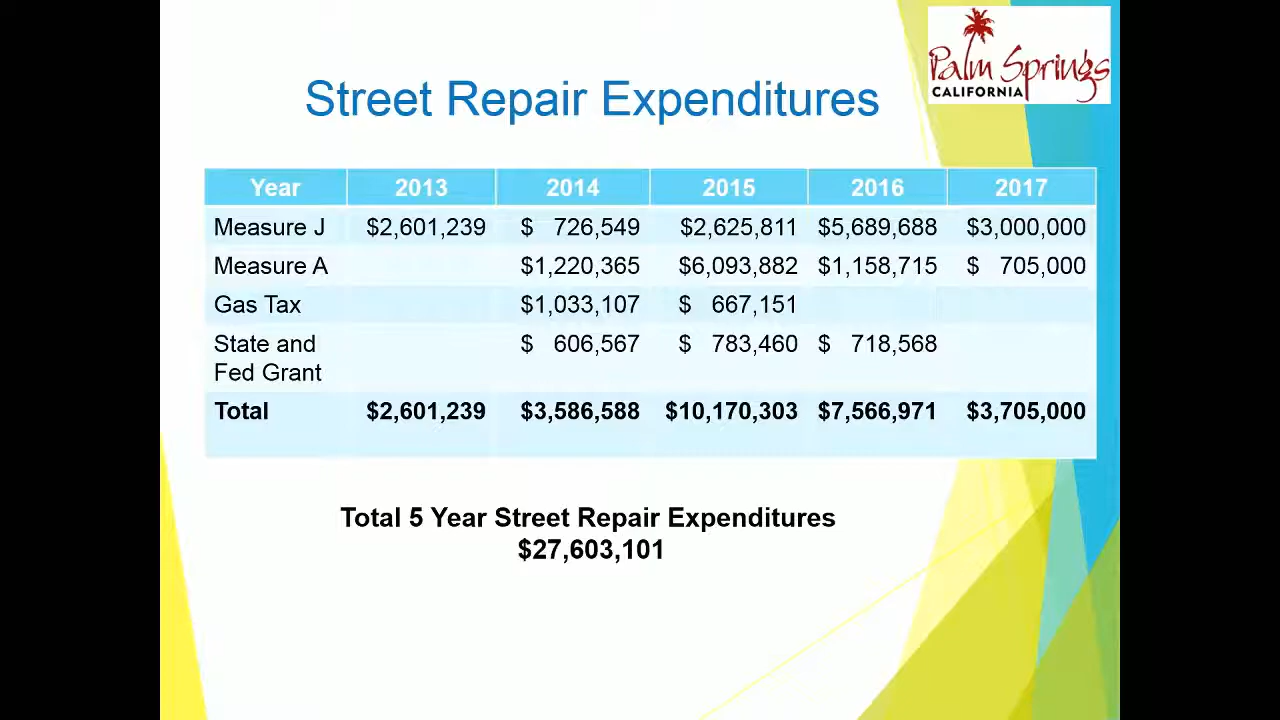 Palm Springs
CALIFORNIA
Street Repair Expenditures
Year 2013 2014 2015 2016 2017
Measure J $2,601,239 $ 726,549 $2,625,811 $5,689,688 $3,000,000
Measure A $1,220,365 $6,093,882 $1,158,715 $ 705,000
Gas Tax $1,033,107 $ 667,151
State and $ 606,567 $ 783,460 $ 718,568
Fed Grant
Total $2,601,239 $3,586,588 $10,170,303 $7,566,971 $3,705,000
Total 5 Year Street Repair Expenditures
$27,603,101